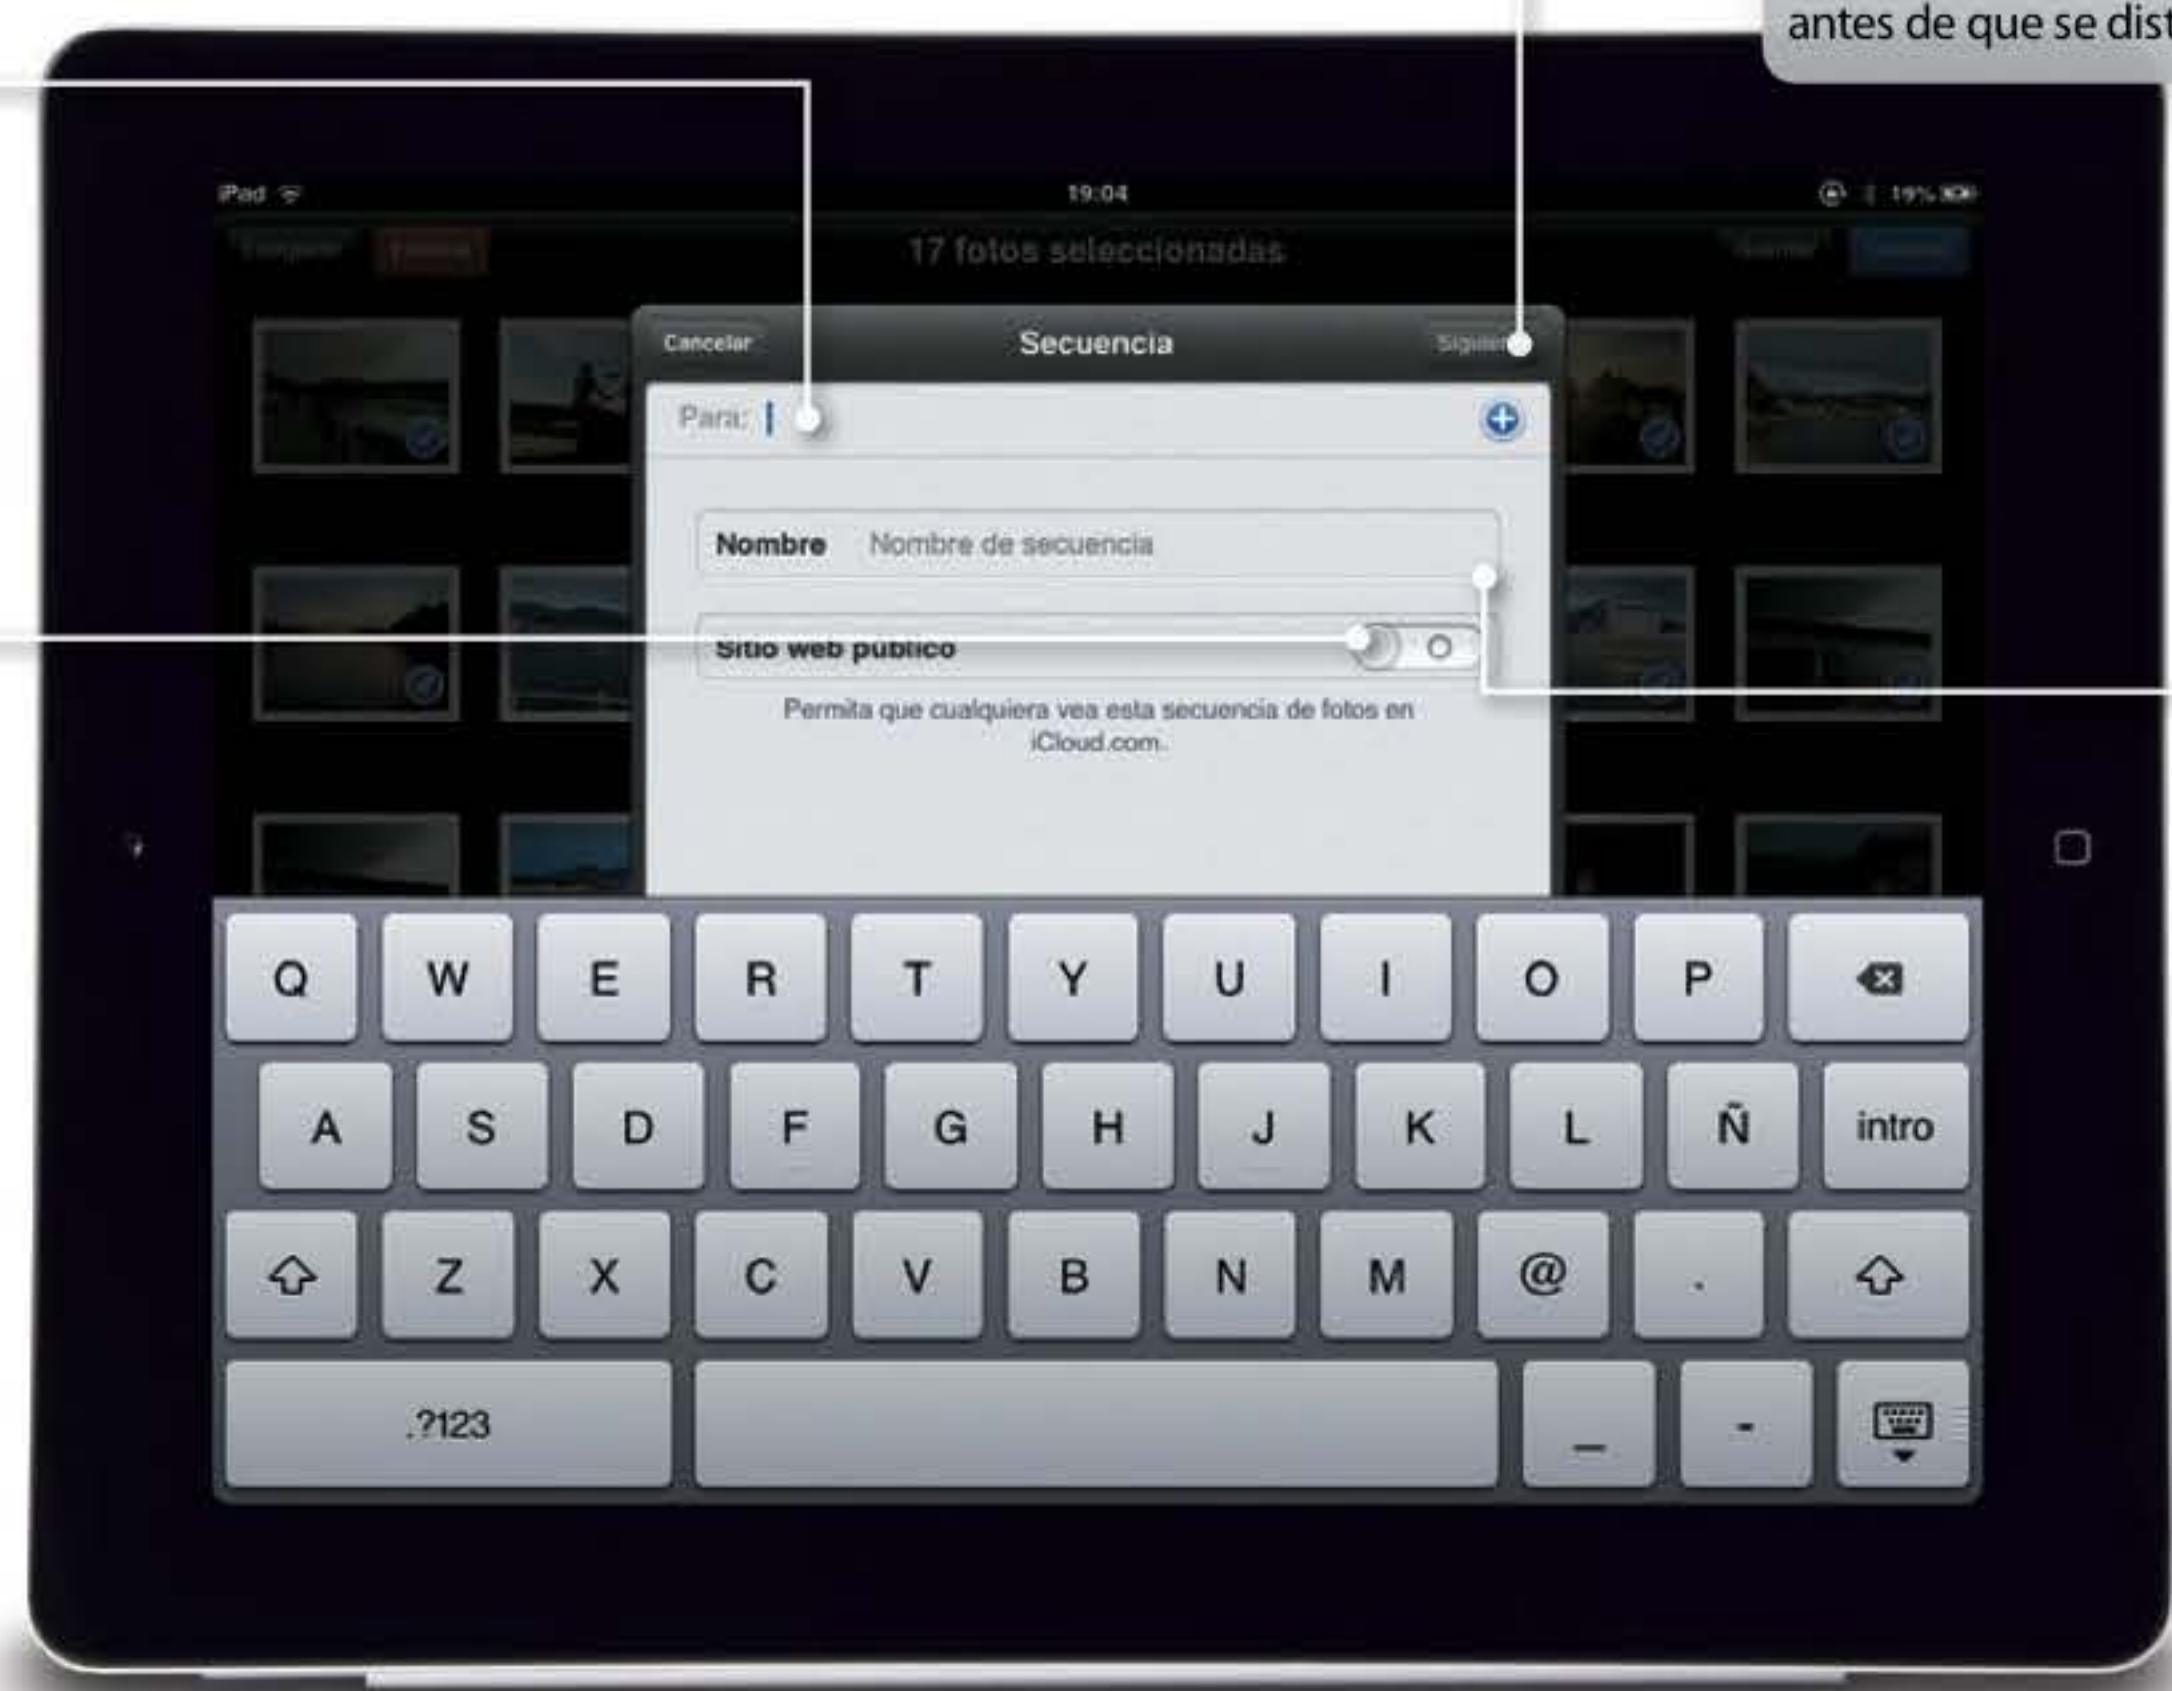 antes de que se dist
iPad
19:04
19%
17 fotos seleccionadas
Cancelar
Secuencia
Para:
Nombre Nombre de secuencia
Sitio web público
Permita que cualquiera vea esta secuencia de fotos en
iCloud.com.
Q W E R T Y U I O P
A S D F G H J K L Ñ intro
Z X C V B N M @ .
.?123 _ -